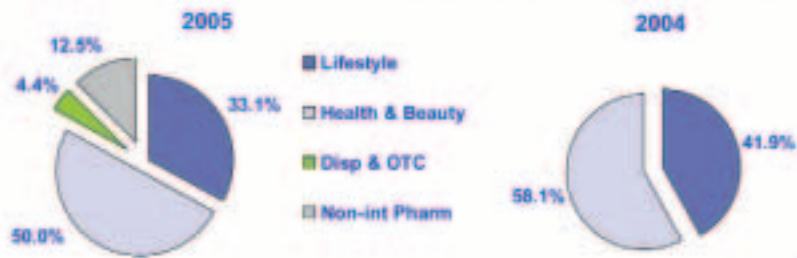 2005
2004
12.5%
4.4%
33.1%
50.0%
Lifestyle
Health & Beauty
Disp & OTC
Non-int Pharm
41.9%
58.1%